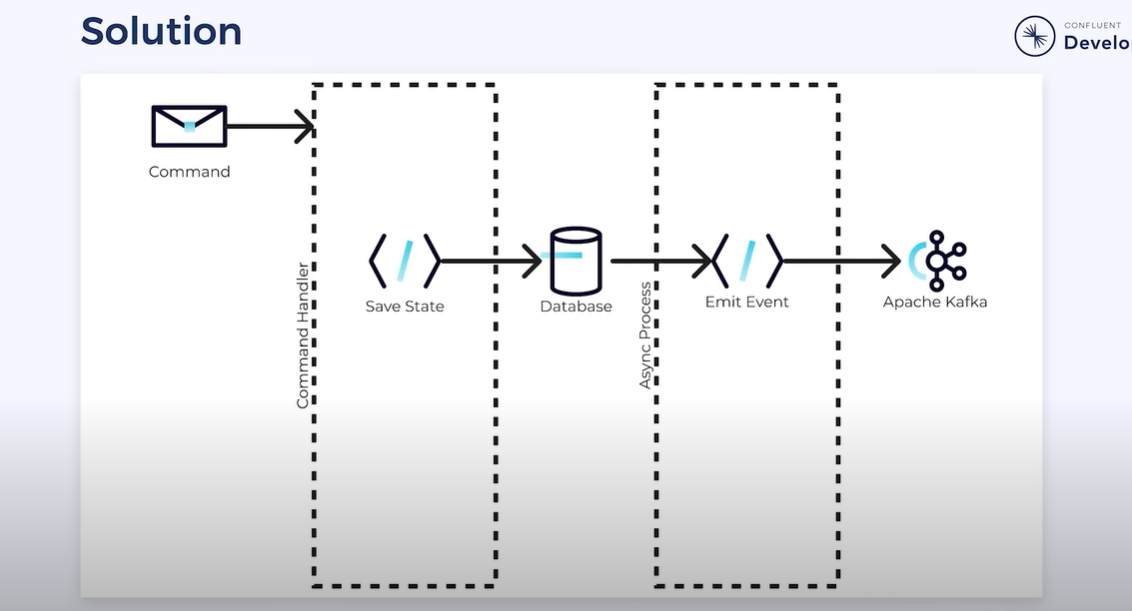 Solution
CONFLUENT
Develo
Command
Command Handler
Save State
Database
Async Process
Emit Event
Apache Kafka